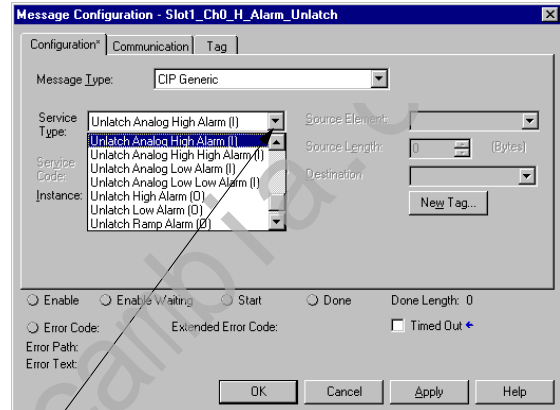 Message Configuration - Slot1_Ch0_H_Alarm_Unlatch
Configuration* Communication Tag
Message Type: CIP Generic
Service Type: Unlatch Analog High Alarm (I)
Unlatch Analog High Alarm (I)
Unlatch Analog High High Alarm (I)
Unlatch Analog Low Alarm (I)
Unlatch Analog Low Low Alarm (I)
Unlatch High Alarm (O)
Unlatch Low Alarm (O)
Unlatch Ramp Alarm (O)
Service Code:
Instance:
Source Element:
Source Length: 0 (Bytes)
Destination
New Tag...
Enable Enable Waiting Start Done Done Length: 0
Error Code: Extended Error Code: Timed Out
Error Path:
Error Text:
OK Cancel Apply Help